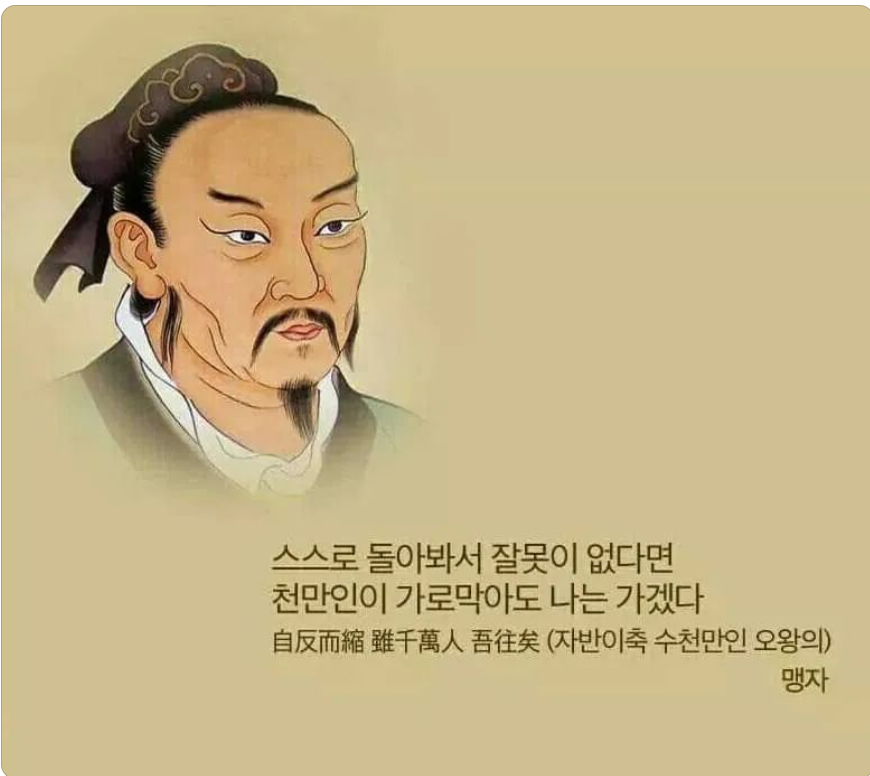 스스로 돌아봐서 잘못이 없다면
천만인이 가로막아도 나는 가겠다
自反而縮 雖千萬人 吾往矣 (자반이축 수천만인 오왕의)
맹자